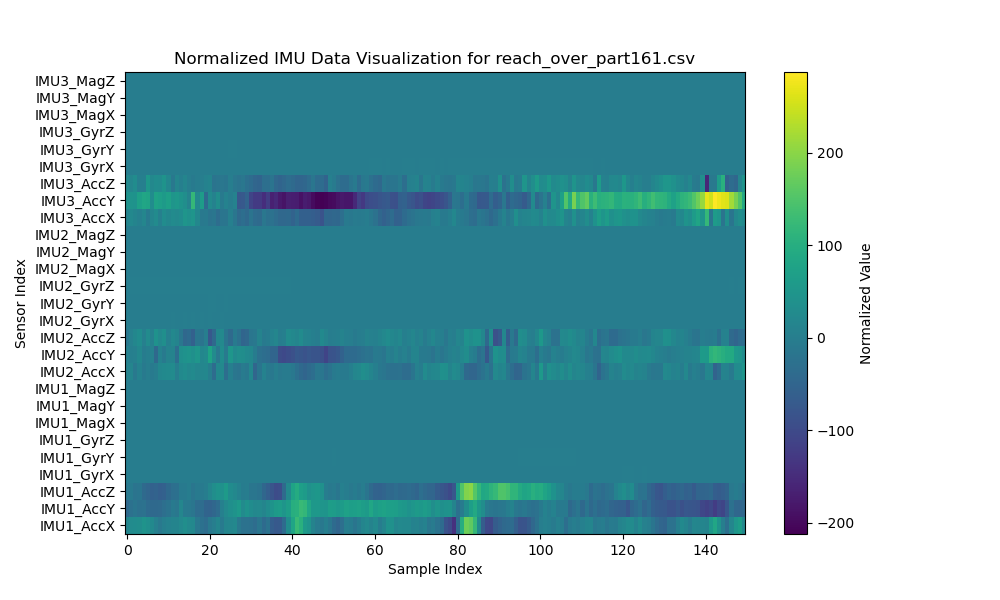 Normalized IMU Data Visualization for reach_over_part161.csv
Sensor Index
IMU3_MagZ
IMU3_MagY
IMU3_MagX
IMU3_GyrZ
IMU3_GyrY
IMU3_GyrX
IMU3_AccZ
IMU3_AccY
IMU3_AccX
IMU2_MagZ
IMU2_MagY
IMU2_MagX
IMU2_GyrZ
IMU2_GyrY
IMU2_GyrX
IMU2_AccZ
IMU2_AccY
IMU2_AccX
IMU1_MagZ
IMU1_MagY
IMU1_MagX
IMU1_GyrZ
IMU1_GyrY
IMU1_GyrX
IMU1_AccZ
IMU1_AccY
IMU1_AccX
0 20 40 60 80 100 120 140
Sample Index
200
100
0
−100
−200
Normalized Value